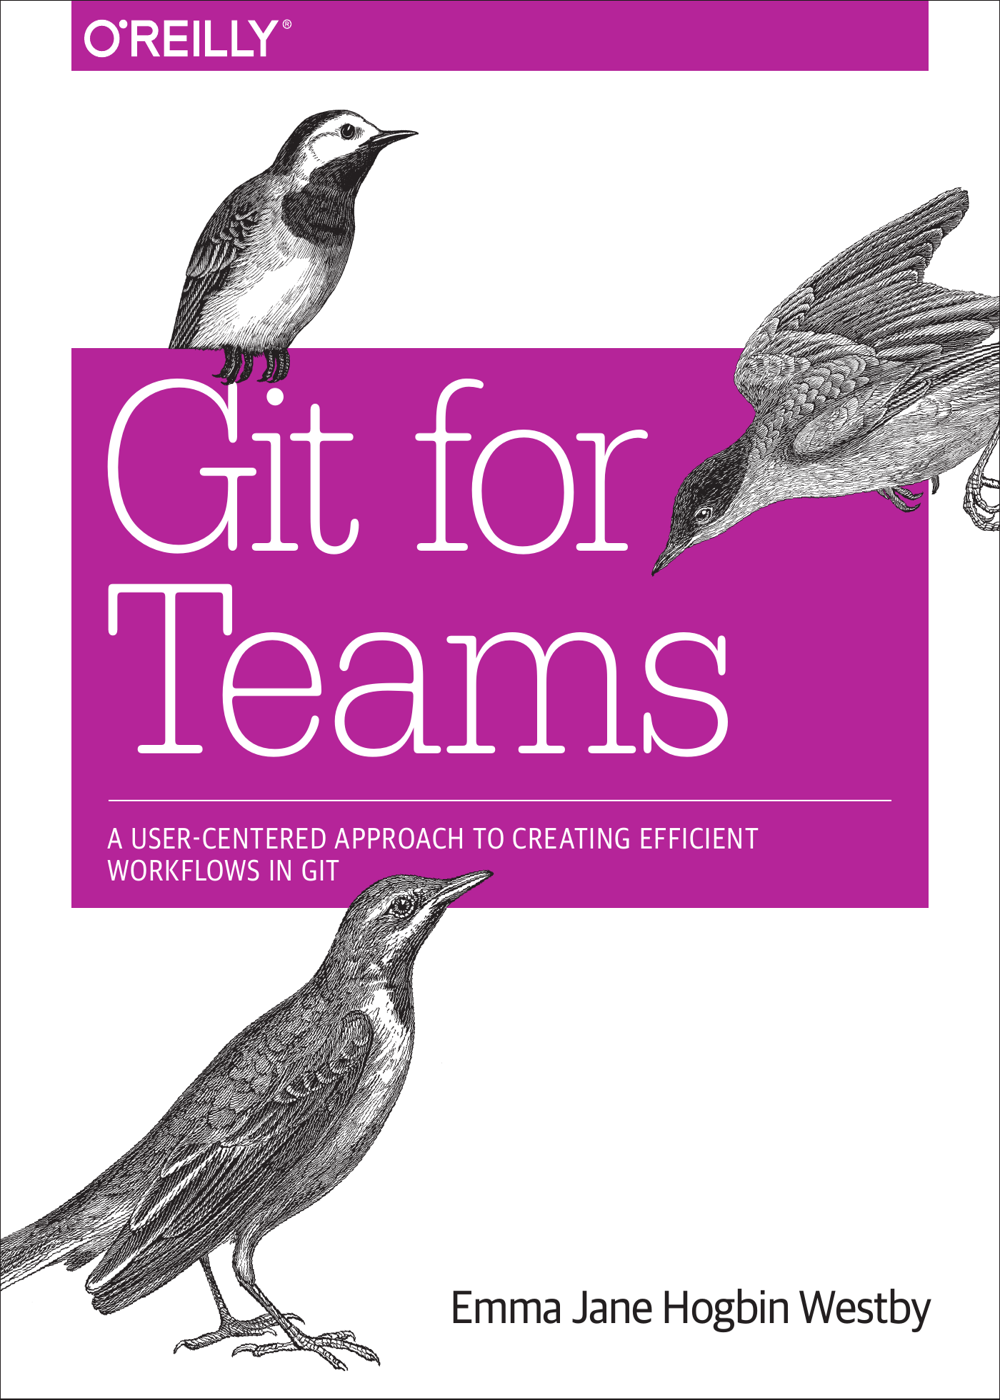 O'REILLY®
Git for
Teams
A USER-CENTERED APPROACH TO CREATING EFFICIENT
WORKFLOWS IN GIT
Emma Jane Hogbin Westby